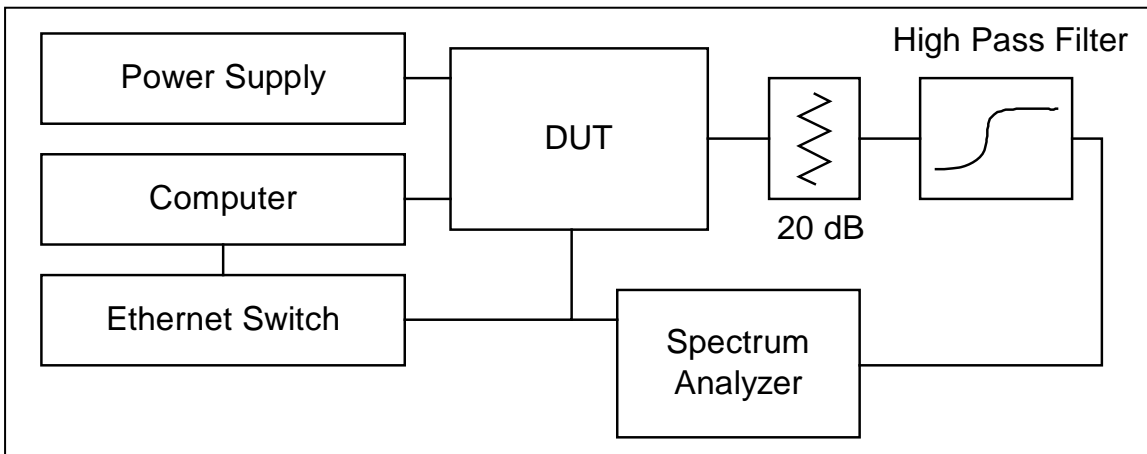 High Pass Filter
Power Supply
DUT
Computer
20 dB
Ethernet Switch
Spectrum
Analyzer